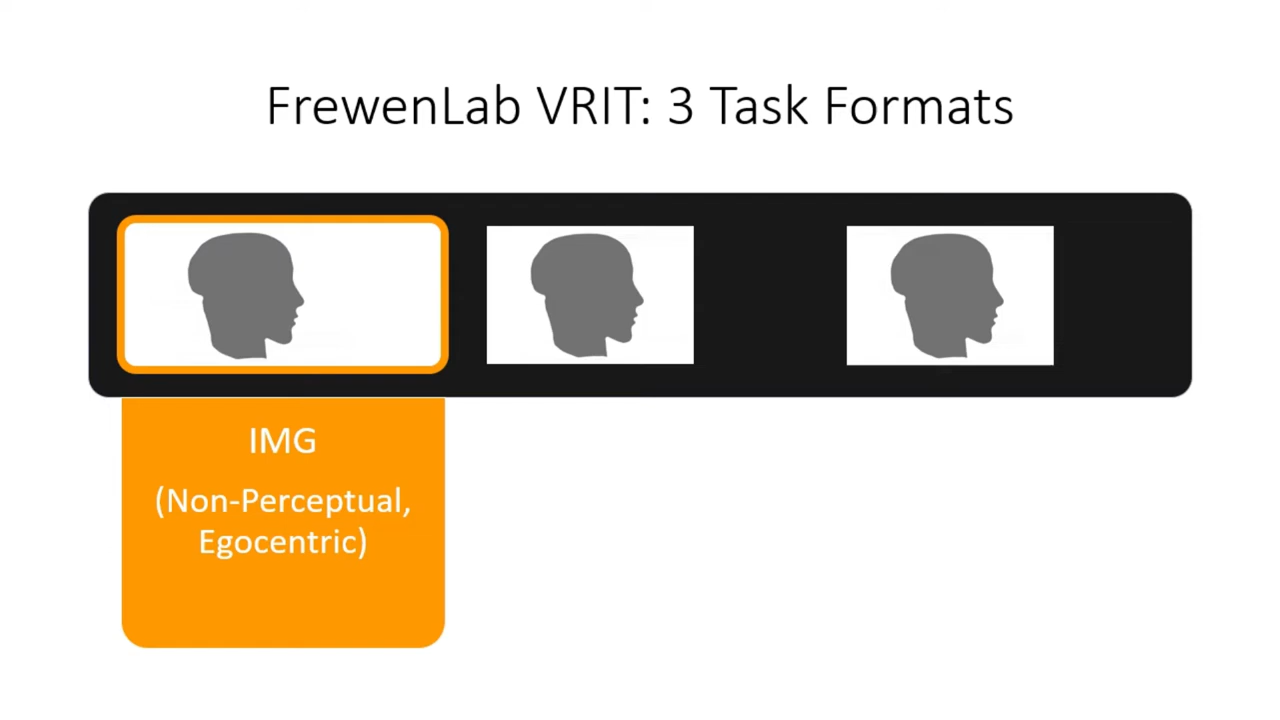 FrewenLab VRIT: 3 Task Formats
IMG
(Non-Perceptual,
Egocentric)